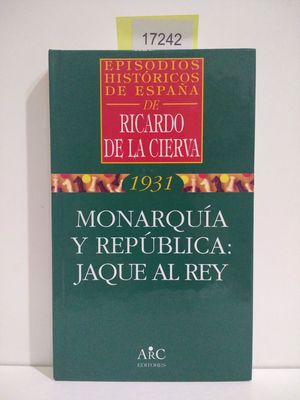 17242
EPISODIOS
HISTÓRICOS
DE ESPAÑA
DE
RICARDO
DE LA CIERVA
1931
MONARQUÍA
Y REPÚBLICA:
JAQUE AL REY
ARC
EDITORES